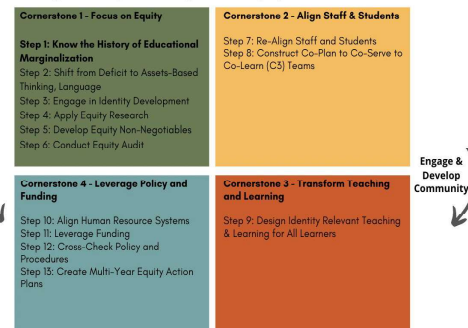 Cornerstone 1 - Focus on Equity
Step 1: Know the History of Educational
Marginalization
Step 2: Shift from Deficit to Assets-Based
Thinking, Language
Step 3: Engage in Identity Development
Step 4: Apply Equity Research
Step 5: Develop Equity Non-Negotiables
Step 6: Conduct Equity Audit
Cornerstone 2 - Align Staff & Students
Step 7: Re-Align Staff and Students
Step 8: Construct Co-Plan to Co-Serve to
Co-Learn (C3) Teams
Engage &
Develop
Community
Cornerstone 4 - Leverage Policy and
Funding
Step 10: Align Human Resource Systems
Step 11: Leverage Funding
Step 12: Cross-Check Policy and
Procedures
Step 13: Create Multi-Year Equity Action
Plans
Cornerstone 3 - Transform Teaching
and Learning
Step 9: Design Identity Relevant Teaching
& Learning for All Learners